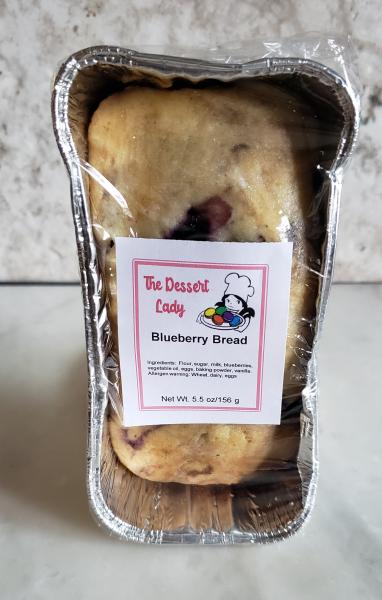 The Dessert
Lady
Blueberry Bread
Ingredients: Flour, sugar, milk, blueberries,
vegetable oil, eggs, baking powder, vanilla.
Allergen warning: Wheat, dairy, eggs
Net Wt. 5.5 oz/156 g